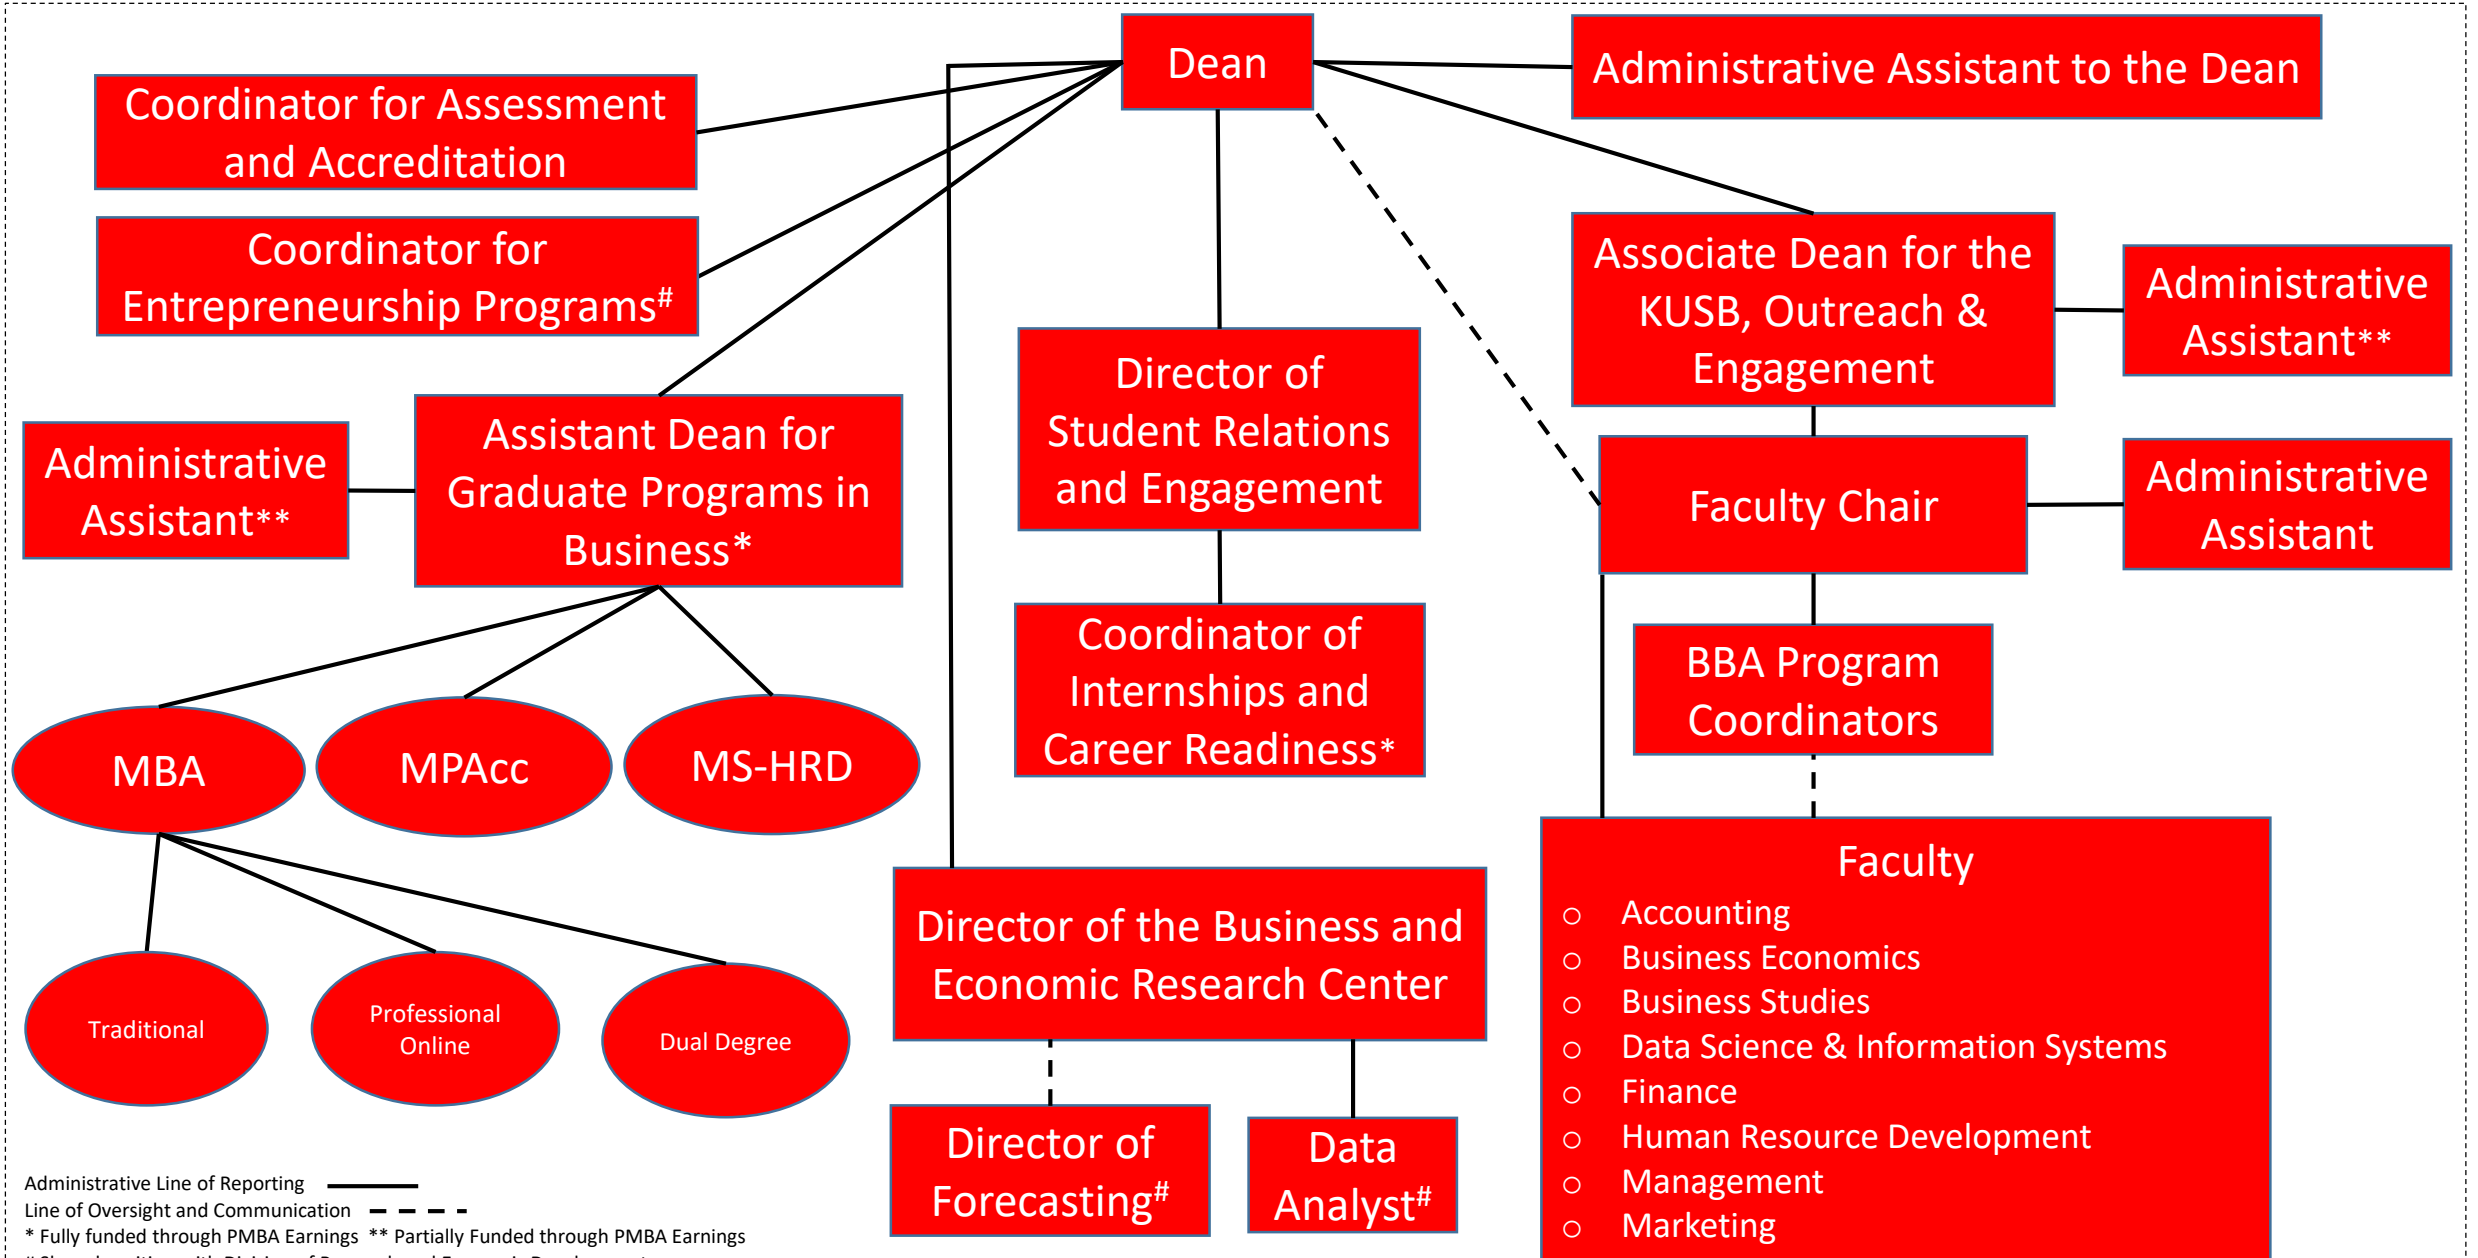 Dean
Administrative Assistant to the Dean
Coordinator for Assessment
and Accreditation
Coordinator for
Entrepreneurship Programs#
Associate Dean for the
KUSB, Outreach &
Engagement
Administrative
Assistant**
Director of
Student Relations
and Engagement
Administrative
Assistant**
Assistant Dean for
Graduate Programs in
Business*
Faculty Chair
Administrative
Assistant
Coordinator of
Internships and
Career Readiness*
BBA Program
Coordinators
MBA
MPAcc
MS-HRD
Director of the Business and
Economic Research Center
Faculty
o Accounting
o Business Economics
o Business Studies
o Data Science & Information Systems
o Finance
o Human Resource Development
o Management
o Marketing
Traditional
Professional
Online
Dual Degree
Director of
Forecasting#
Data
Analyst#
Administrative Line of Reporting
Line of Oversight and Communication
* Fully funded through PMBA Earnings ** Partially Funded through PMBA Earnings